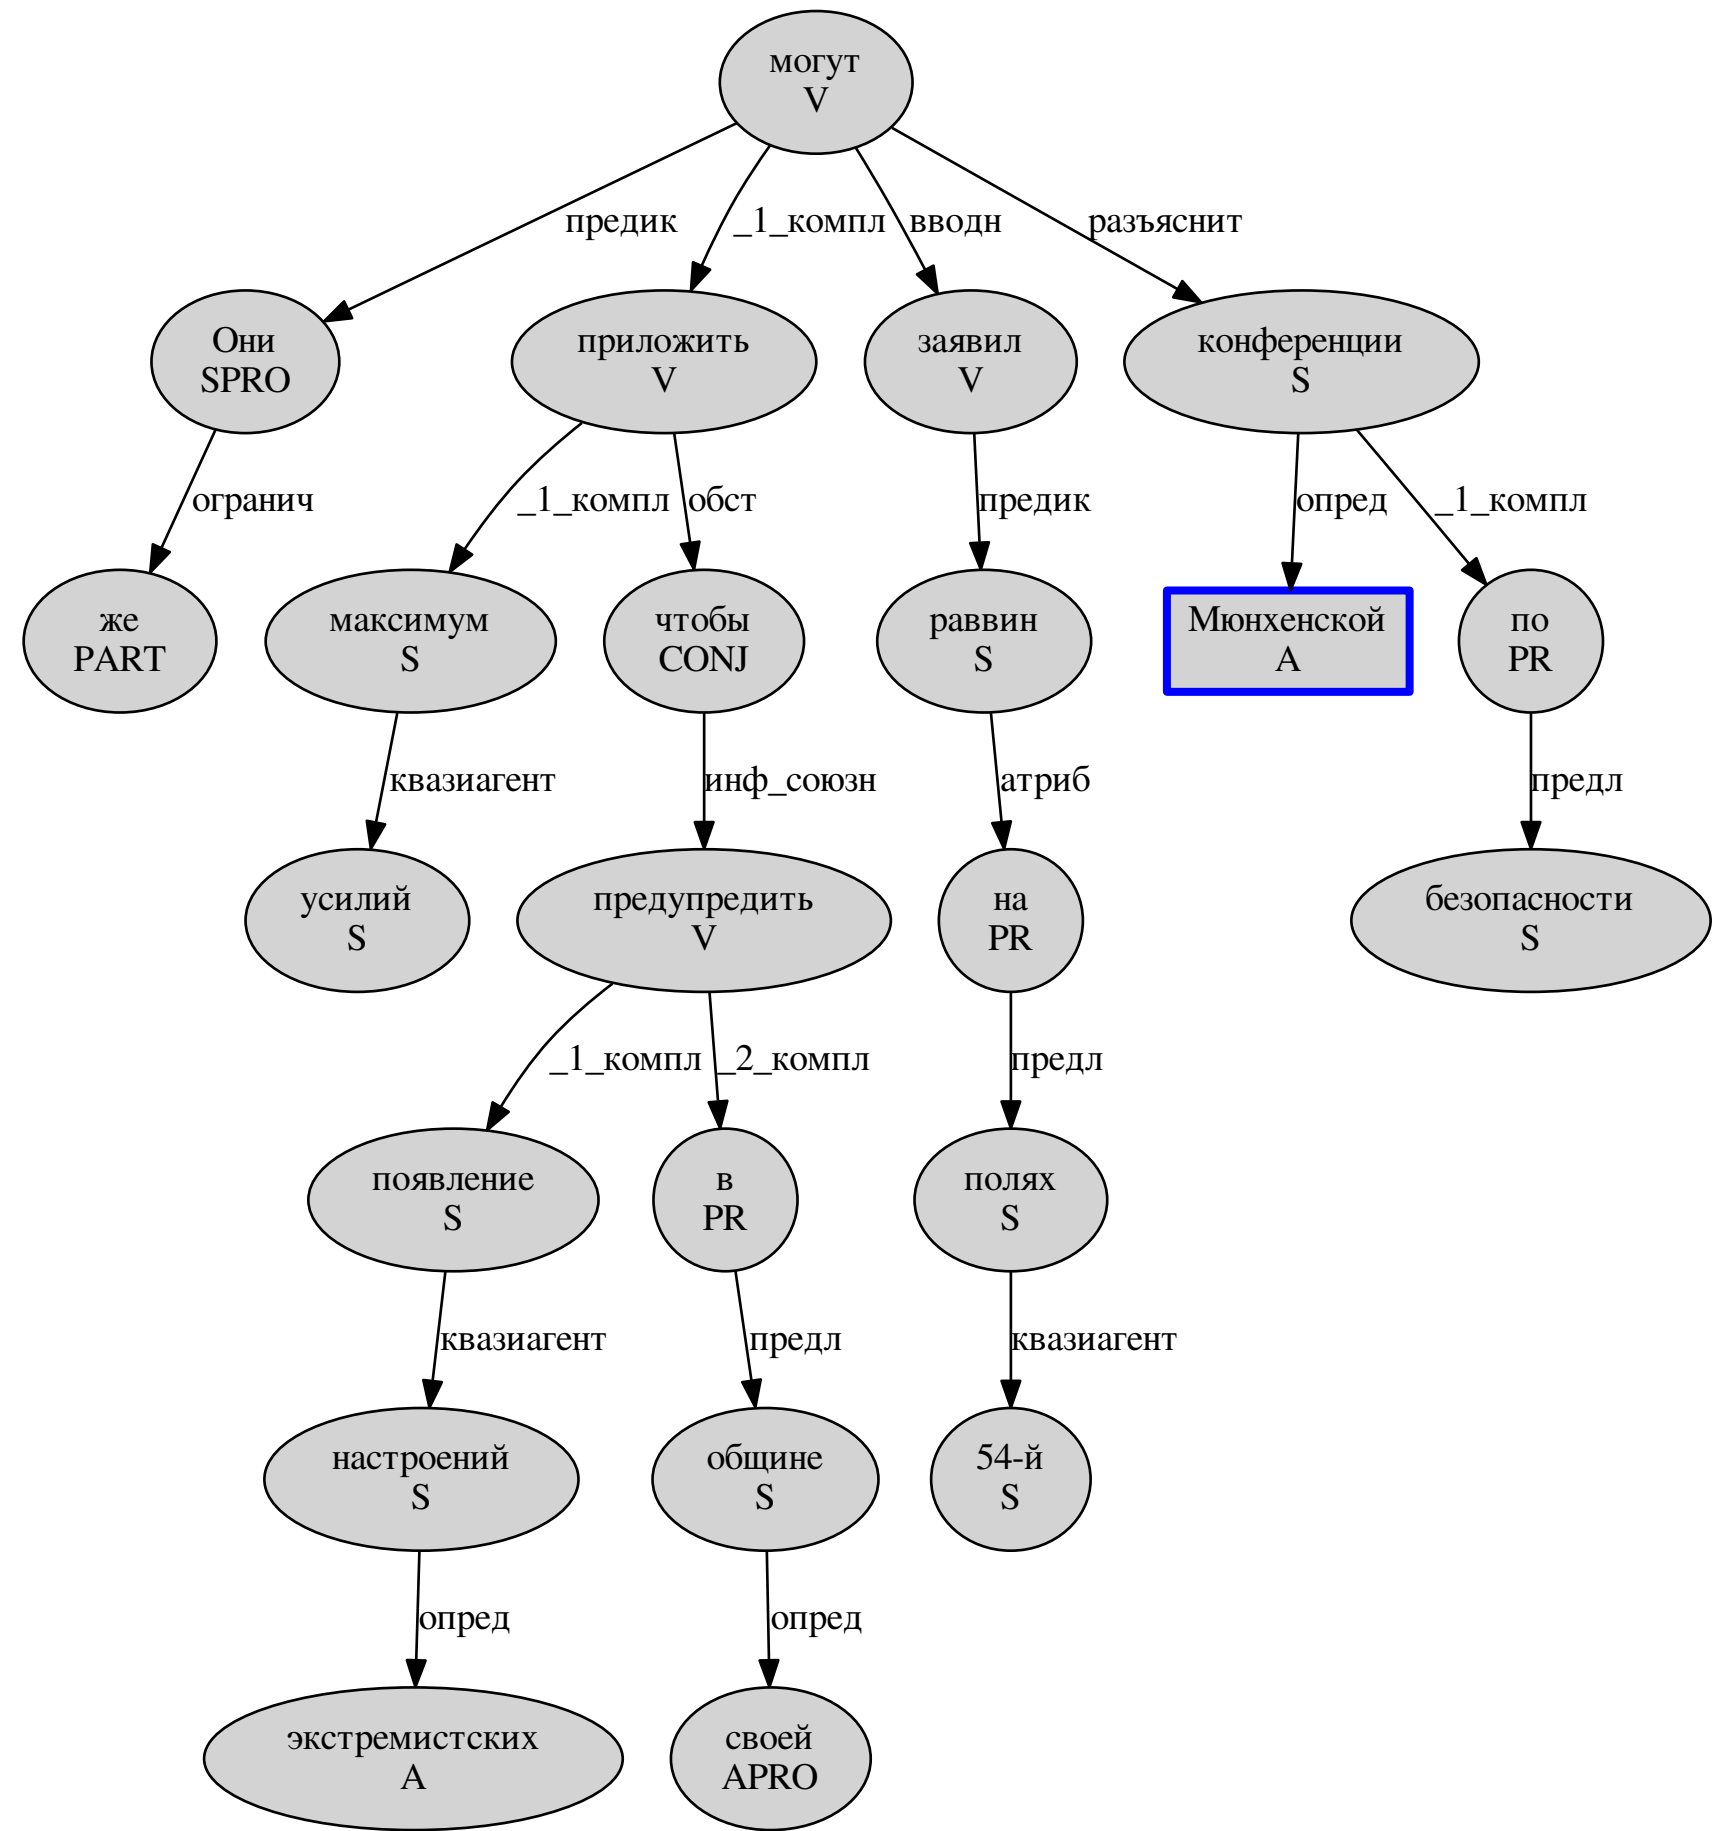 могут
V
предик
_1_компл
вводн
разъяснит
Они
SPRO
приложить
V
заявил
V
конференции
S
огранич
_1_компл
обст
предик
опред
_1_компл
же
PART
максимум
S
чтобы
CONJ
раввин
S
Мюнхенской
A
по
PR
квазиагент
инф_союзн
атриб
предл
усилий
S
предупредить
V
на
PR
безопасности
S
_1_компл
_2_компл
предл
появление
S
в
PR
полях
S
квазиагент
предл
квазиагент
настроений
S
общине
S
54-й
S
опред
опред
экстремистских
A
своей
APRO